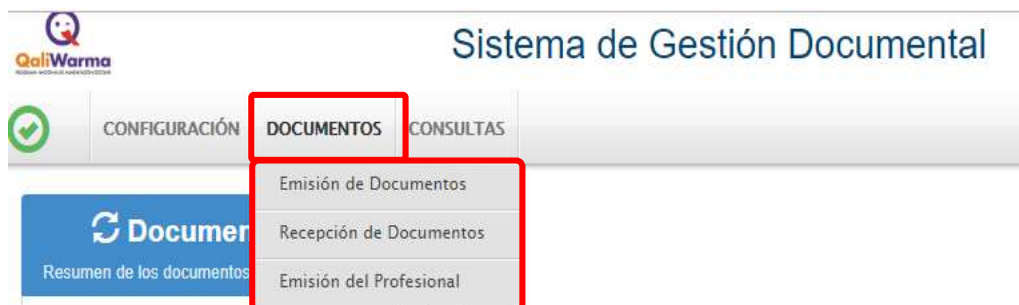 QaliWarma
Sistema de Gestión Documental
CONFIGURACIÓN DOCUMENTOS CONSULTAS
Emisión de Documentos
Documen
Recepción de Documentos
Resumen de los documentos
Emisión del Profesional